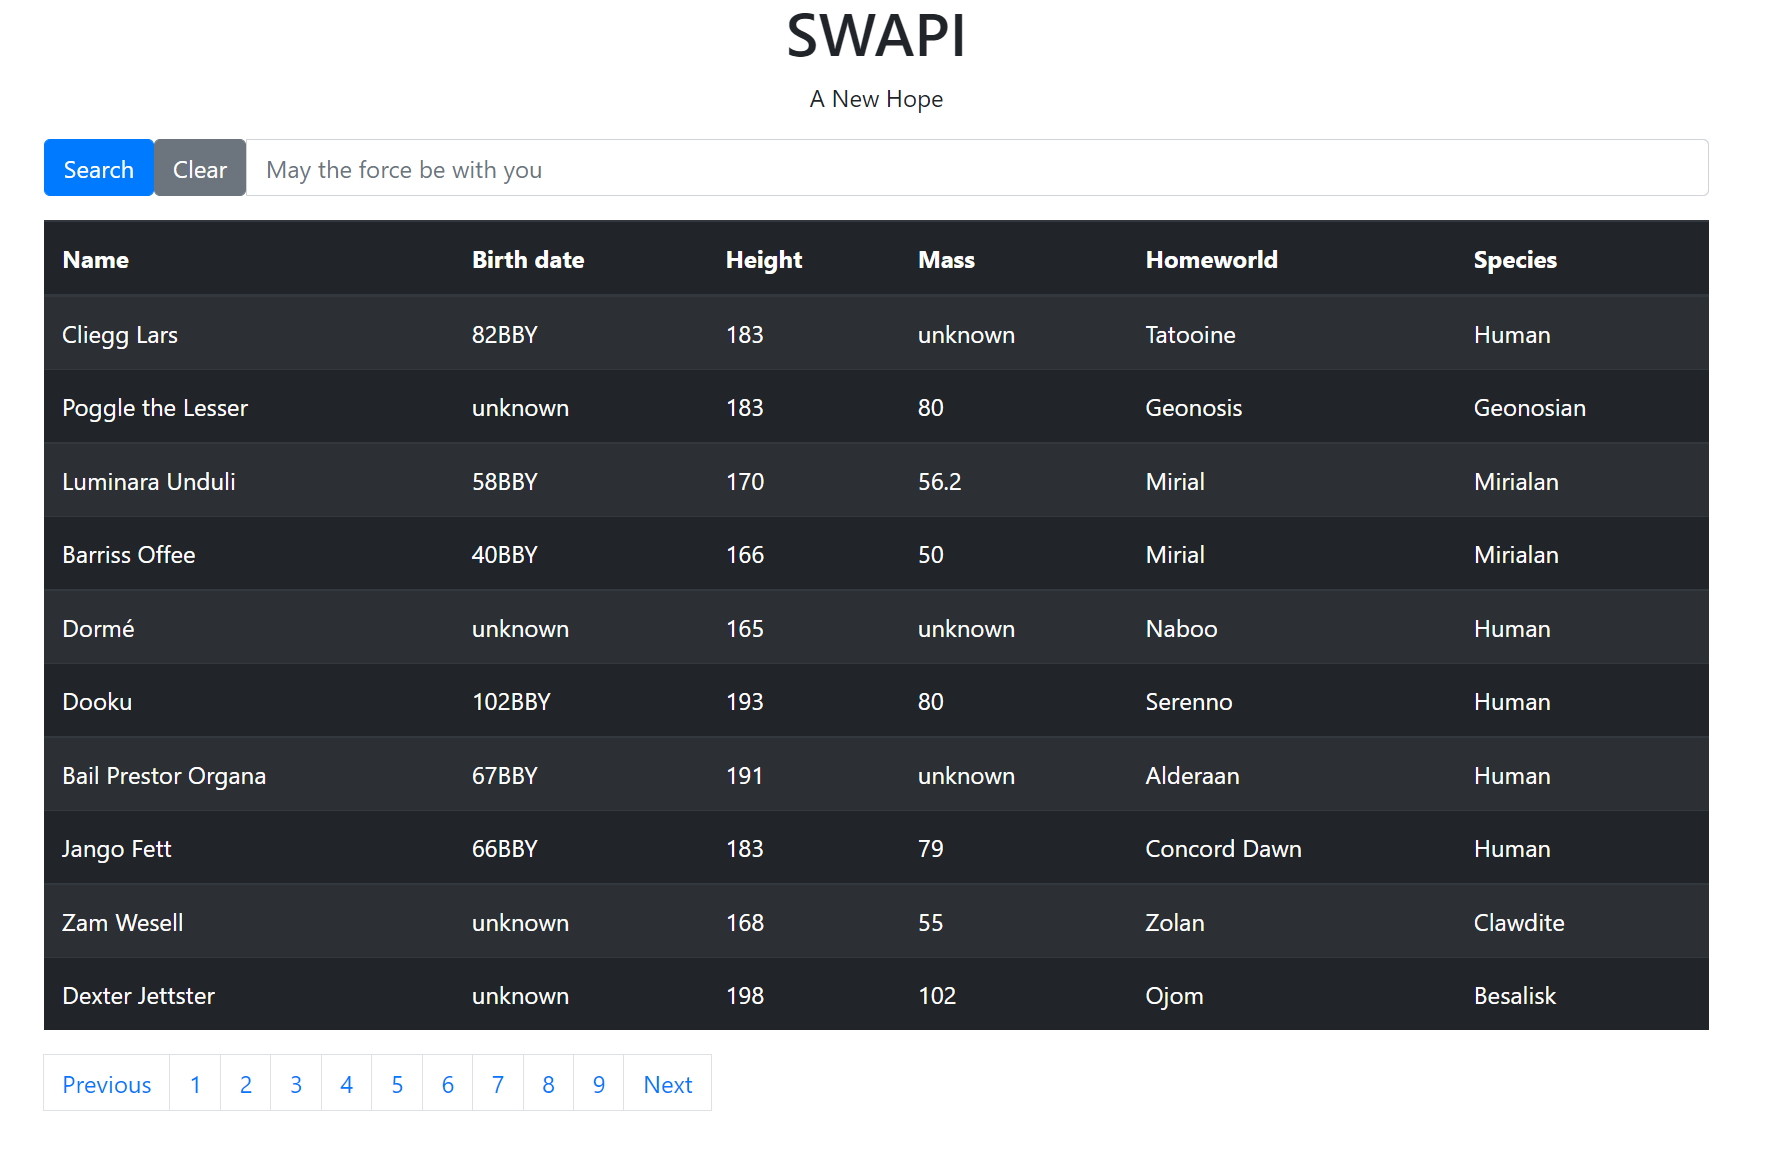 SWAPI
A New Hope
Search Clear May the force be with you
Name Birth date Height Mass Homeworld Species
Cliegg Lars 82BBY 183 unknown Tatooine Human
Poggle the Lesser unknown 183 80 Geonosis Geonosian
Luminara Unduli 58BBY 170 56.2 Mirial Mirialan
Barriss Offee 40BBY 166 50 Mirial Mirialan
Dormé unknown 165 unknown Naboo Human
Dooku 102BBY 193 80 Serenno Human
Bail Prestor Organa 67BBY 191 unknown Alderaan Human
Jango Fett 66BBY 183 79 Concord Dawn Human
Zam Wesell unknown 168 55 Zolan Clawdite
Dexter Jettster unknown 198 102 Ojom Besalisk
Previous 1 2 3 4 5 6 7 8 9 Next